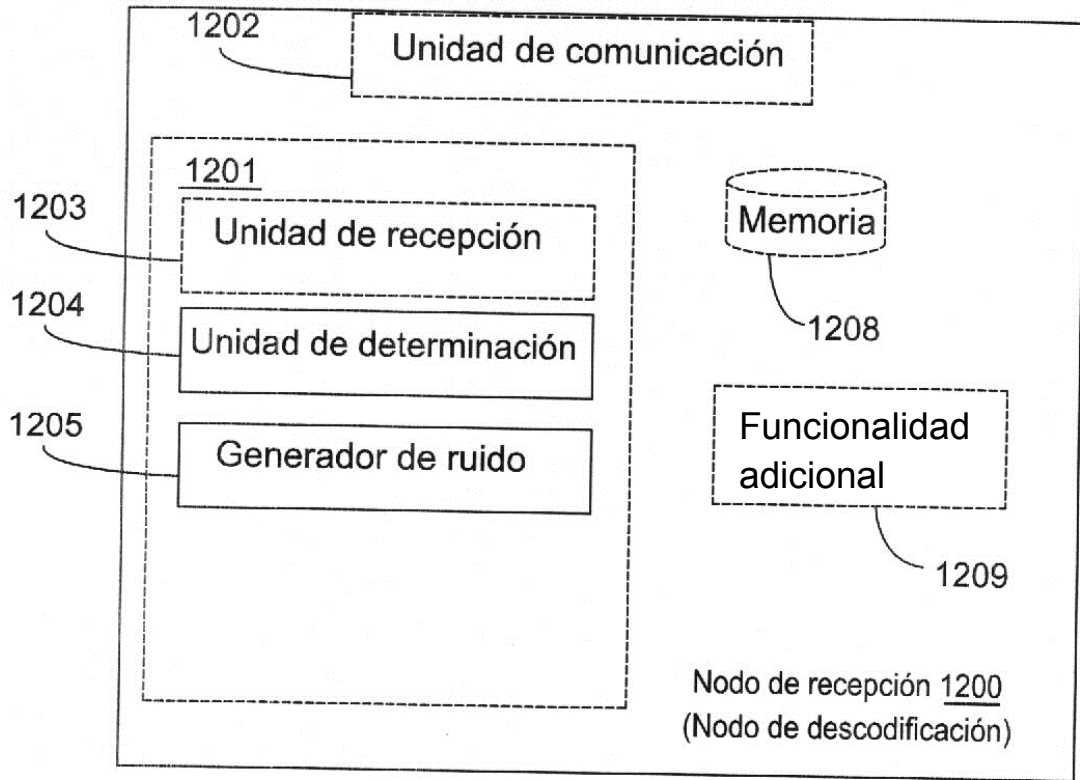 1202
Unidad de comunicación
1201
1203
Unidad de recepción
Memoria
1204
1208
Unidad de determinación
1205
Generador de ruido
Funcionalidad
adicional
1209
Nodo de recepción 1200
(Nodo de descodificación)